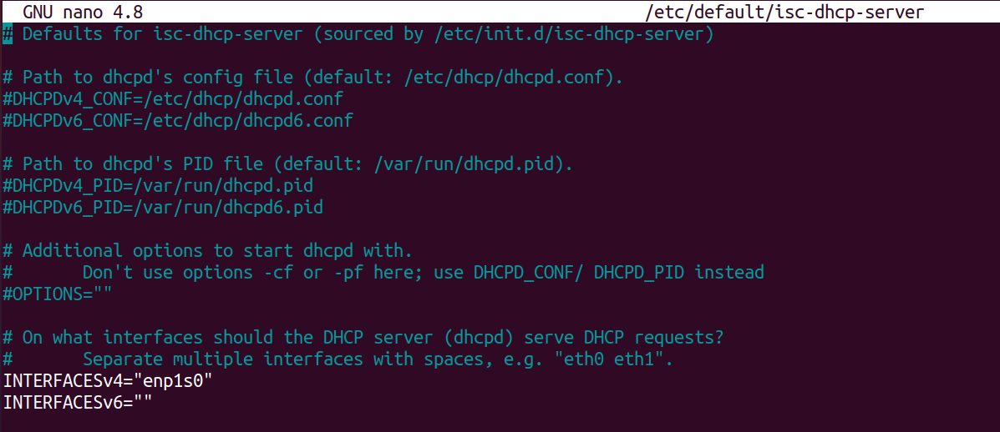 GNU nano 4.8 /etc/default/isc-dhcp-server
# Defaults for isc-dhcp-server (sourced by /etc/init.d/isc-dhcp-server)
# Path to dhcpd's config file (default: /etc/dhcp/dhcpd.conf).
#DHCPDv4_CONF=/etc/dhcp/dhcpd.conf
#DHCPDv6_CONF=/etc/dhcp/dhcpd6.conf
# Path to dhcpd's PID file (default: /var/run/dhcpd.pid).
#DHCPDv4_PID=/var/run/dhcpd.pid
#DHCPDv6_PID=/var/run/dhcpd6.pid
# Additional options to start dhcpd with.
#       Don't use options -cf or -pf here; use DHCPD_CONF/ DHCPD_PID instead
#OPTIONS=""
# On what interfaces should the DHCP server (dhcpd) serve DHCP requests?
#       Separate multiple interfaces with spaces, e.g. "eth0 eth1".
INTERFACESv4="enp1s0"
INTERFACESv6=""